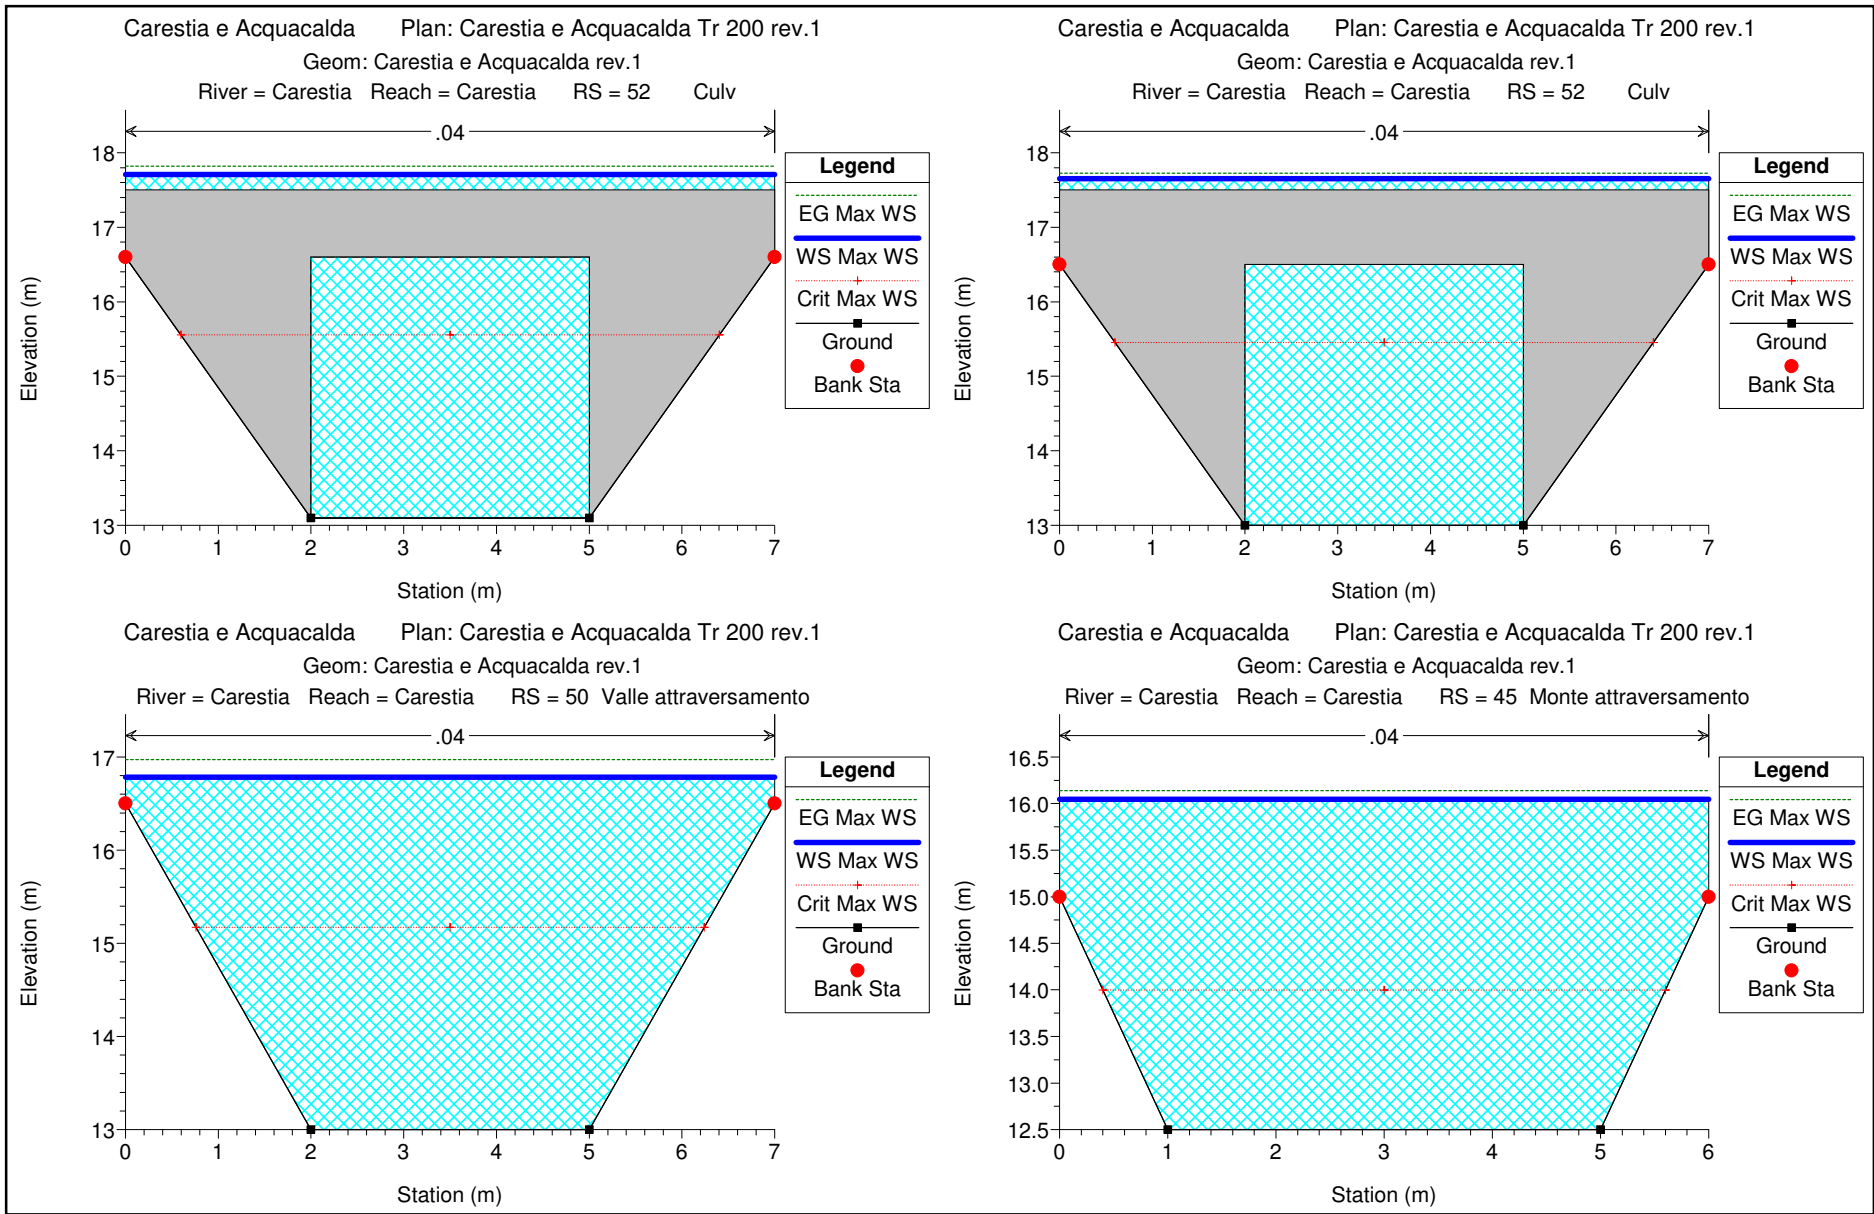 Carestia e Acquacalda Plan: Carestia e Acquacalda Tr 200 rev.1
Geom: Carestia e Acquacalda rev.1
River = Carestia Reach = Carestia RS = 52 Culv
.04
18
17
16
15
14
13
Elevation (m)
0 1 2 3 4 5 6 7
Station (m)
Legend
EG Max WS
WS Max WS
Crit Max WS
Ground
Bank Sta
Carestia e Acquacalda Plan: Carestia e Acquacalda Tr 200 rev.1
Geom: Carestia e Acquacalda rev.1
River = Carestia Reach = Carestia RS = 52 Culv
.04
18
17
16
15
14
13
Elevation (m)
0 1 2 3 4 5 6 7
Station (m)
Legend
EG Max WS
WS Max WS
Crit Max WS
Ground
Bank Sta
Carestia e Acquacalda Plan: Carestia e Acquacalda Tr 200 rev.1
Geom: Carestia e Acquacalda rev.1
River = Carestia Reach = Carestia RS = 50 Valle attraversamento
.04
17
16
15
14
13
Elevation (m)
0 1 2 3 4 5 6 7
Station (m)
Legend
EG Max WS
WS Max WS
Crit Max WS
Ground
Bank Sta
Carestia e Acquacalda Plan: Carestia e Acquacalda Tr 200 rev.1
Geom: Carestia e Acquacalda rev.1
River = Carestia Reach = Carestia RS = 45 Monte attraversamento
.04
16.5
16.0
15.5
15.0
14.5
14.0
13.5
13.0
12.5
Elevation (m)
0 1 2 3 4 5 6
Station (m)
Legend
EG Max WS
WS Max WS
Crit Max WS
Ground
Bank Sta